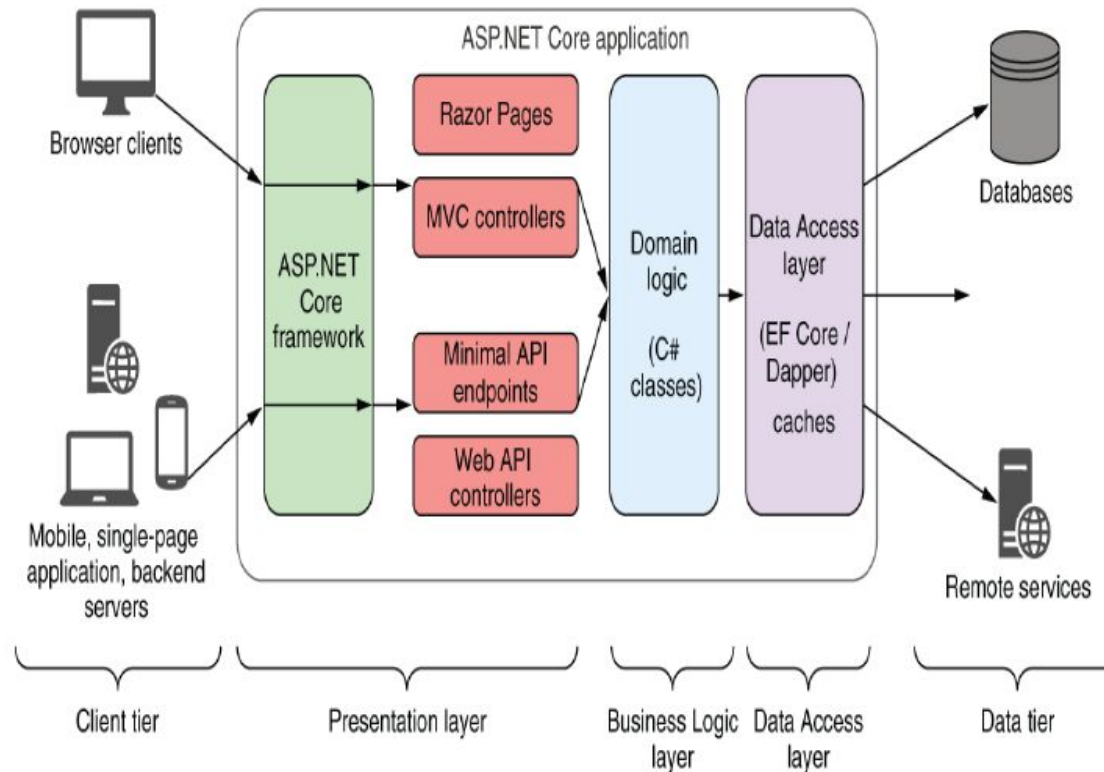 ASP.NET Core application
Browser clients
Mobile, single-page
application, backend
servers
ASP.NET
Core
framework
Razor Pages
MVC controllers
Minimal API
endpoints
Web API
controllers
Domain
logic
(C#
classes)
Data Access
layer
(EF Core /
Dapper)
caches
Databases
Remote services
Client tier
Presentation layer
Business Logic
layer
Data Access
layer
Data tier